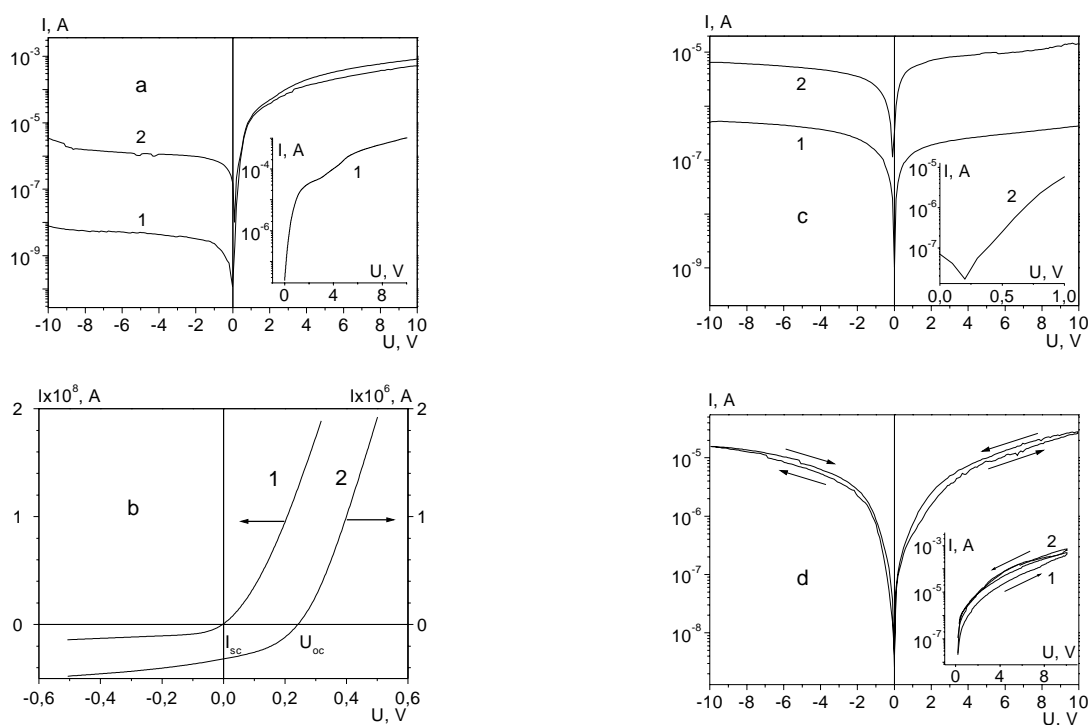 I, A
10⁻³
10⁻⁵
10⁻⁷
10⁻⁹
a
2
1
I, A
10⁻⁴
10⁻⁶
1
U, V
0 4 8
-10 -8 -6 -4 -2 0 2 4 6 8 10
U, V
I, A
10⁻⁵
10⁻⁷
10⁻⁹
2
1
c
I, A
10⁻⁵
10⁻⁶
10⁻⁷
2
U, V
0,0 0,5 1,0
-10 -8 -6 -4 -2 0 2 4 6 8 10
U, V
Ix10⁸, A
Ix10⁶, A
2
1
0
2
1
0
b
1
2
I_sc
U_oc
-0,6 -0,4 -0,2 0,0 0,2 0,4 0,6
U, V
I, A
10⁻⁵
10⁻⁶
10⁻⁷
10⁻⁸
d
I, A
10⁻³
10⁻⁵
10⁻⁷
2
1
U, V
0 4 8
-10 -8 -6 -4 -2 0 2 4 6 8 10
U, V